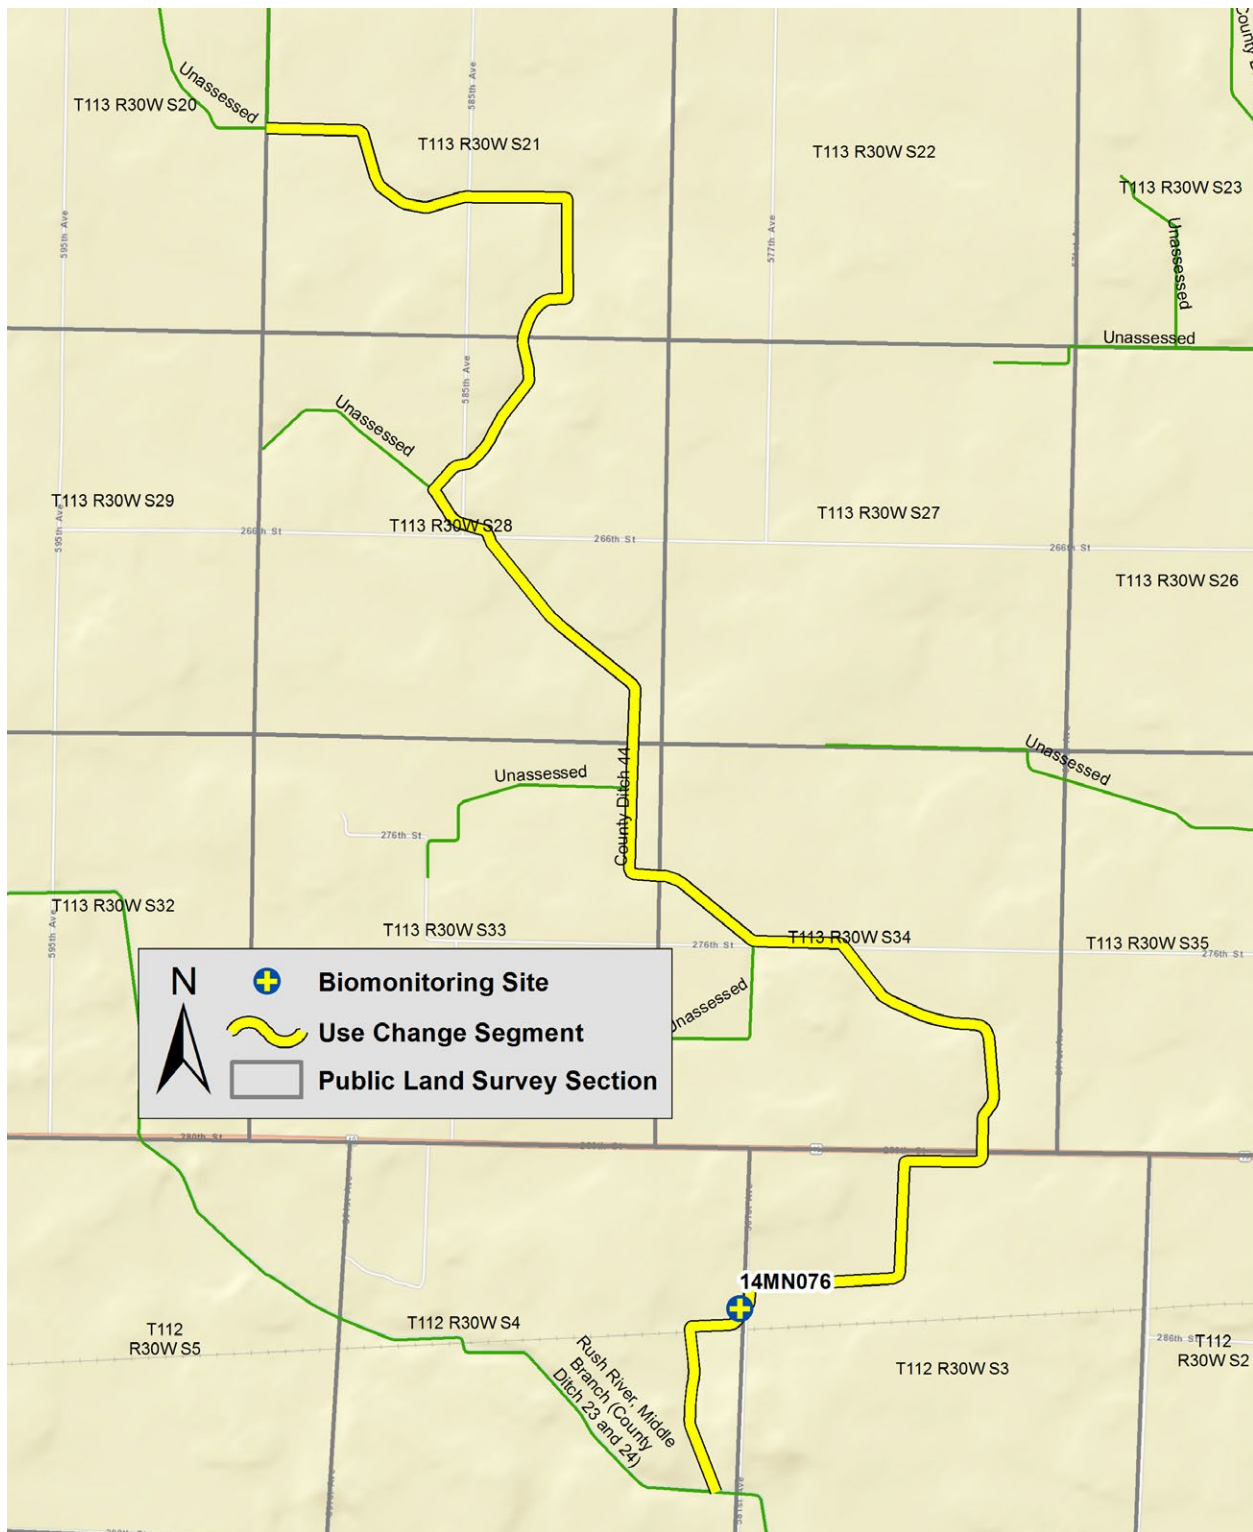 County D
Unassessed
T113 R30W S20
585th Ave
T113 R30W S21
T113 R30W S22
T113 R30W S23
595th Ave
577th Ave
Unassessed
Unassessed
585th Ave
Unassessed
T113 R30W S29
595th Ave
266th St
T113 R30W S28
266th St
T113 R30W S27
266th St
T113 R30W S26
Unassessed
Unassessed
County Ditch 44
276th St
T113 R30W S32
595th Ave
T113 R30W S33
276th St
T113 R30W S34
T113 R30W S35
276th St
N
Biomonitoring Site
Use Change Segment
Public Land Survey Section
Unassessed
280th St
14MN076
T112
R30W S5
T112 R30W S4
Rush River, Middle
Branch (County
Ditch 23 and 24)
T112 R30W S3
286th St
T112
R30W S2
581st Ave